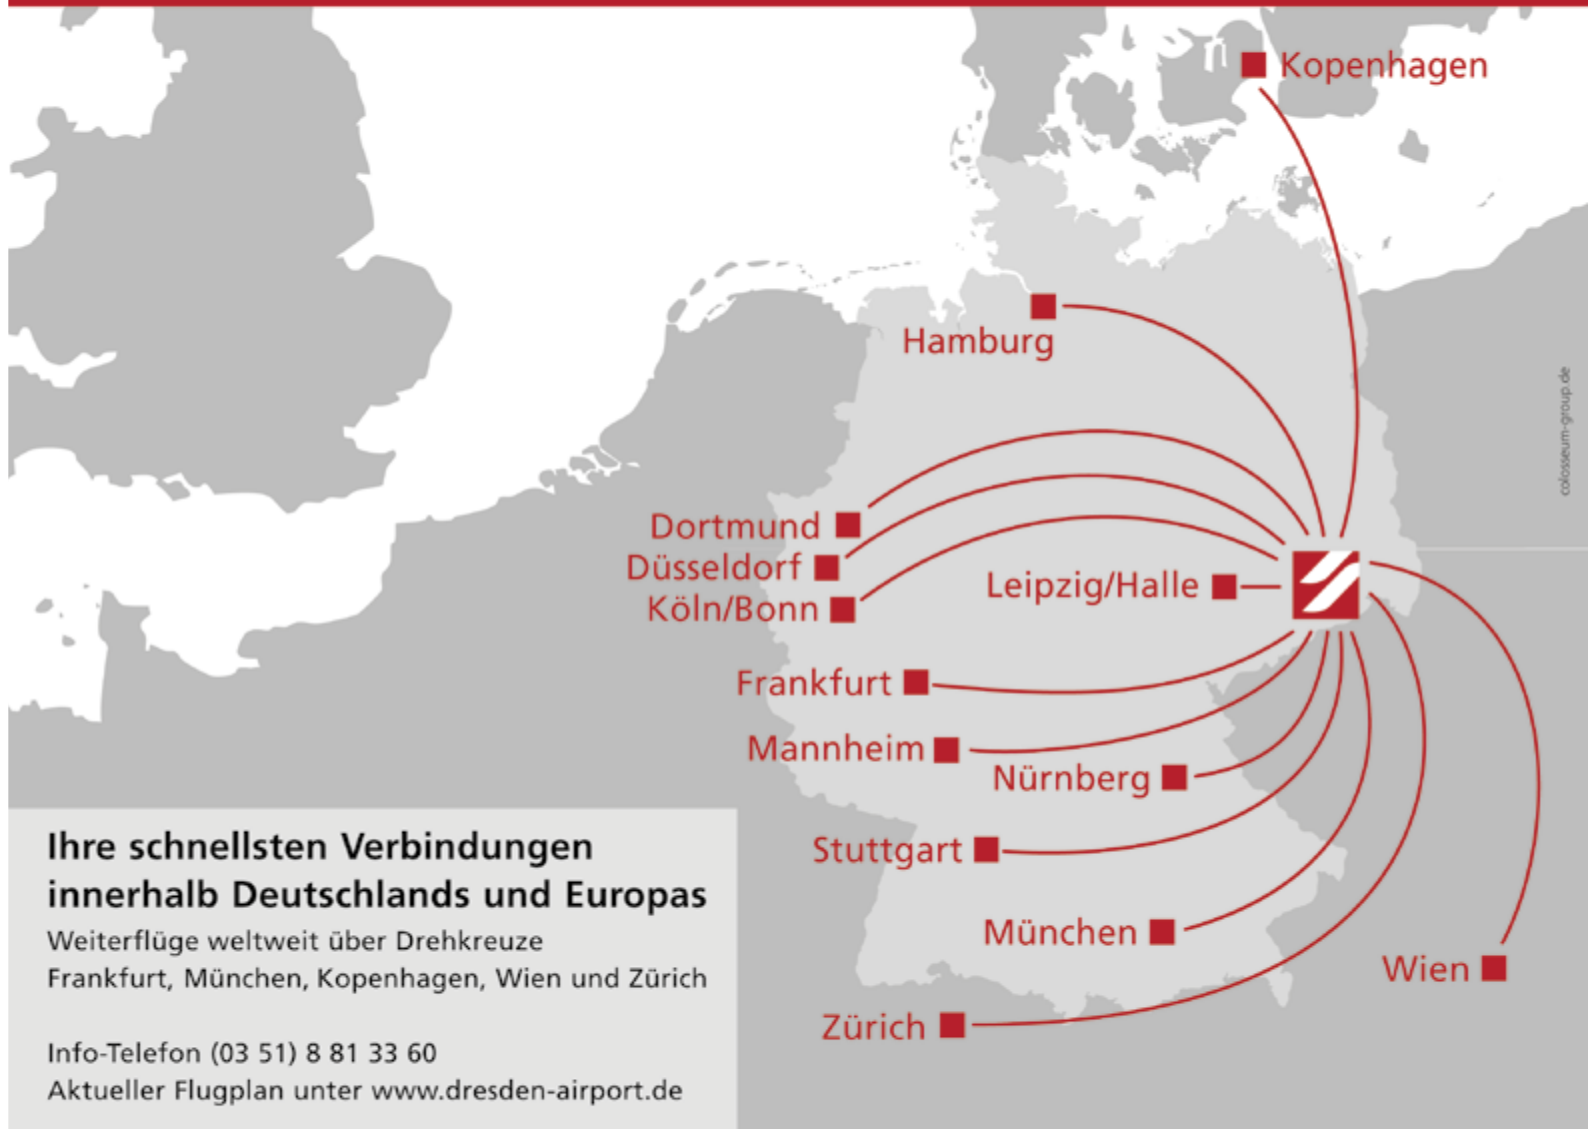 Kopenhagen
Hamburg
colosseum-group.de
Dortmund
Düsseldorf
Köln/Bonn
Leipzig/Halle
Frankfurt
Mannheim
Nürnberg
Stuttgart
München
Wien
Zürich
Ihre schnellsten Verbindungen
innerhalb Deutschlands und Europas
Weiterflüge weltweit über Drehkreuze
Frankfurt, München, Kopenhagen, Wien und Zürich
Info-Telefon (03 51) 8 81 33 60
Aktueller Flugplan unter www.dresden-airport.de